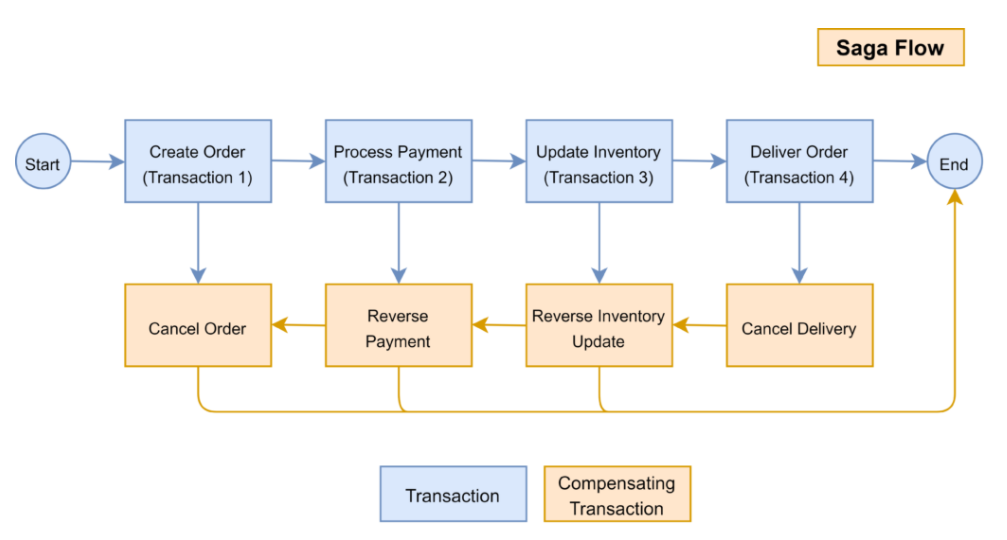 Saga Flow
Start
Create Order
(Transaction 1)
Process Payment
(Transaction 2)
Update Inventory
(Transaction 3)
Deliver Order
(Transaction 4)
End
Cancel Order
Reverse
Payment
Reverse Inventory
Update
Cancel Delivery
Transaction
Compensating
Transaction